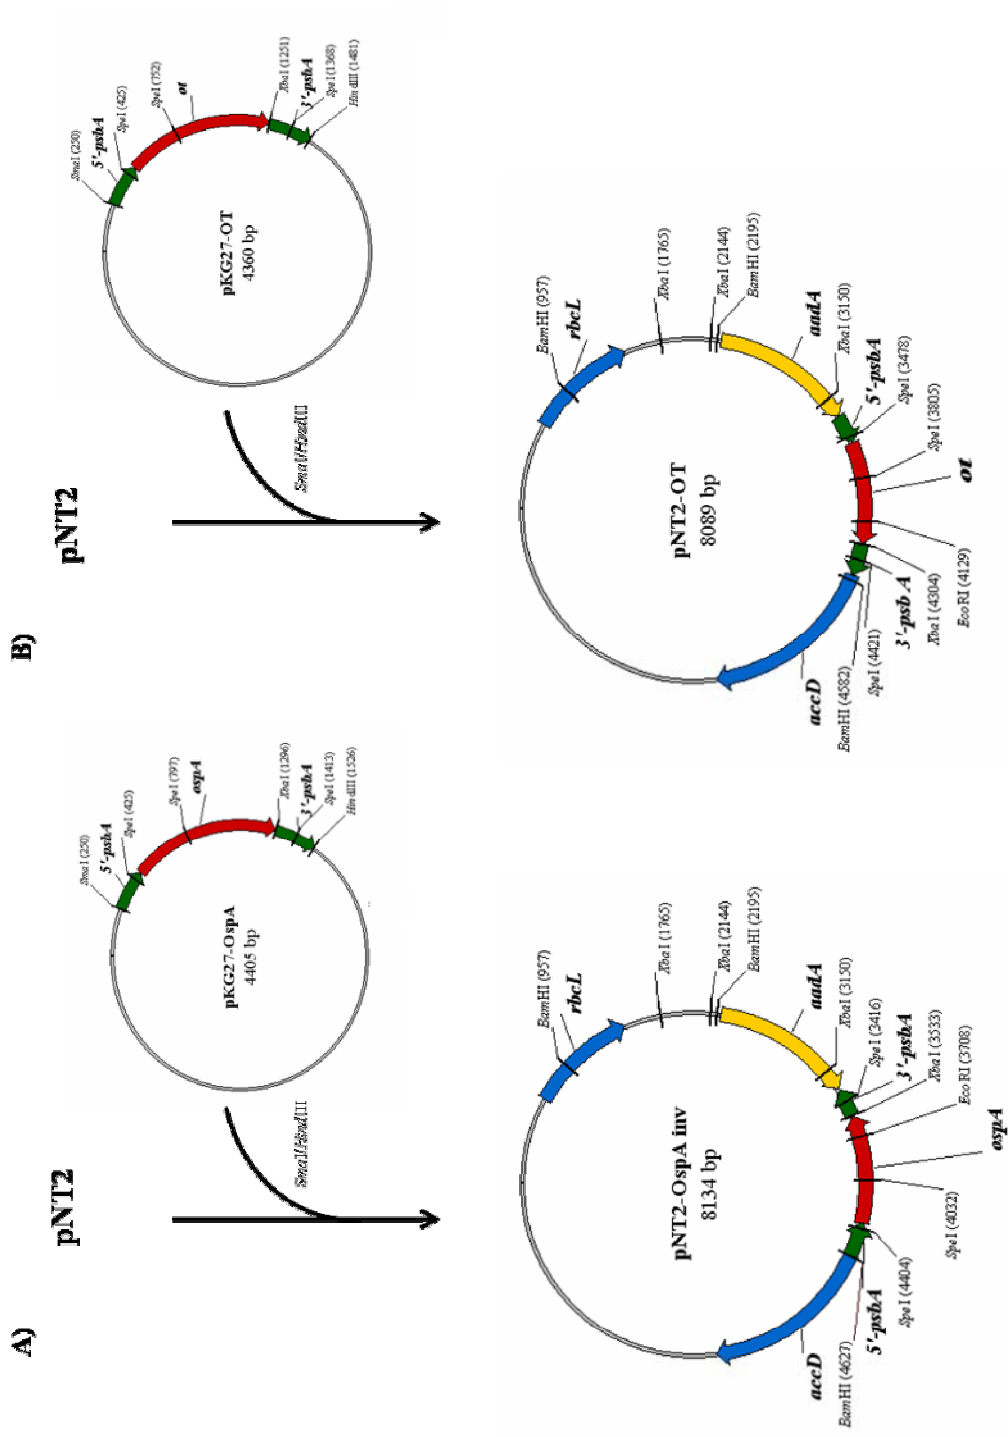 A)
pNT2
SmaI/HindIII
SmaI (250)
5'-psbA
SpeI (425)
SpeI (797)
ospA
XbaI (1296)
3'-psbA
SpeI (1413)
HindIII (1526)
pKG27-OspA
4405 bp
BamHI (957)
rbcL
XbaI (1765)
XbaI (2144)
BamHI (2195)
aadA
XbaI (3150)
SpeI (3416)
3'-psbA
XbaI (3533)
EcoRI (3708)
ospA
SpeI (4032)
SpeI (4404)
5'-psbA
BamHI (4627)
accD
pNT2-OspA inv
8134 bp
B)
pNT2
SmaI/HindIII
SmaI (250)
5'-psbA
SpeI (425)
SpeI (752)
ot
XbaI (1251)
3'-psbA
SpeI (1368)
HindIII (1481)
pKG27-OT
4360 bp
BamHI (957)
rbcL
XbaI (1765)
XbaI (2144)
BamHI (2195)
aadA
XbaI (3150)
5'-psbA
SpeI (3478)
SpeI (3805)
ot
EcoRI (4129)
XbaI (4304)
3'-psb A
SpeI (4421)
BamHI (4582)
accD
pNT2-OT
8089 bp